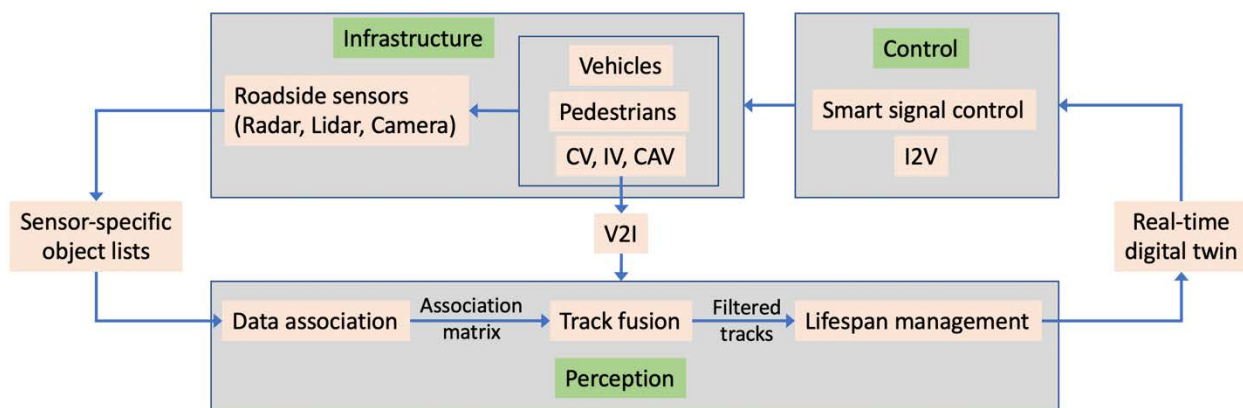 Infrastructure
Vehicles
Pedestrians
CV, IV, CAV
Roadside sensors
(Radar, Lidar, Camera)
Control
Smart signal control
I2V
Sensor-specific
object lists
V2I
Real-time
digital twin
Data association
Association
matrix
Track fusion
Filtered
tracks
Lifespan management
Perception